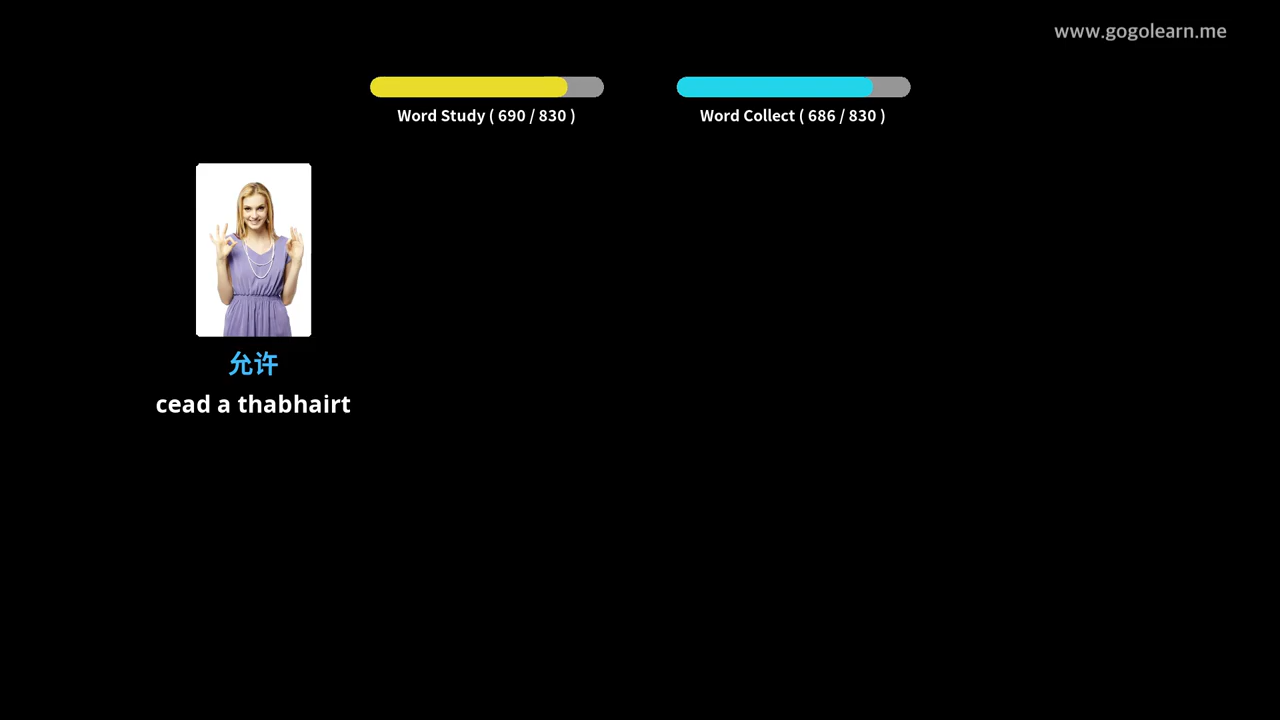 www.gogolearn.me
Word Study ( 690 / 830 )
Word Collect ( 686 / 830 )
允许
cead a thabhairt